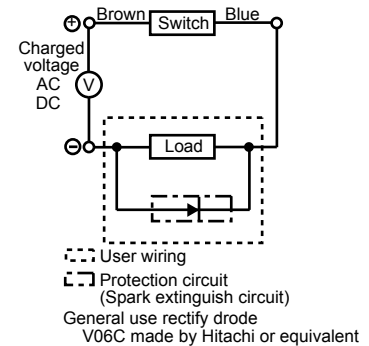 ⊕ Brown Switch Blue
Charged
voltage
AC
DC
V
⊖ Load
User wiring
Protection circuit
(Spark extinguish circuit)
General use rectify drode
V06C made by Hitachi or equivalent